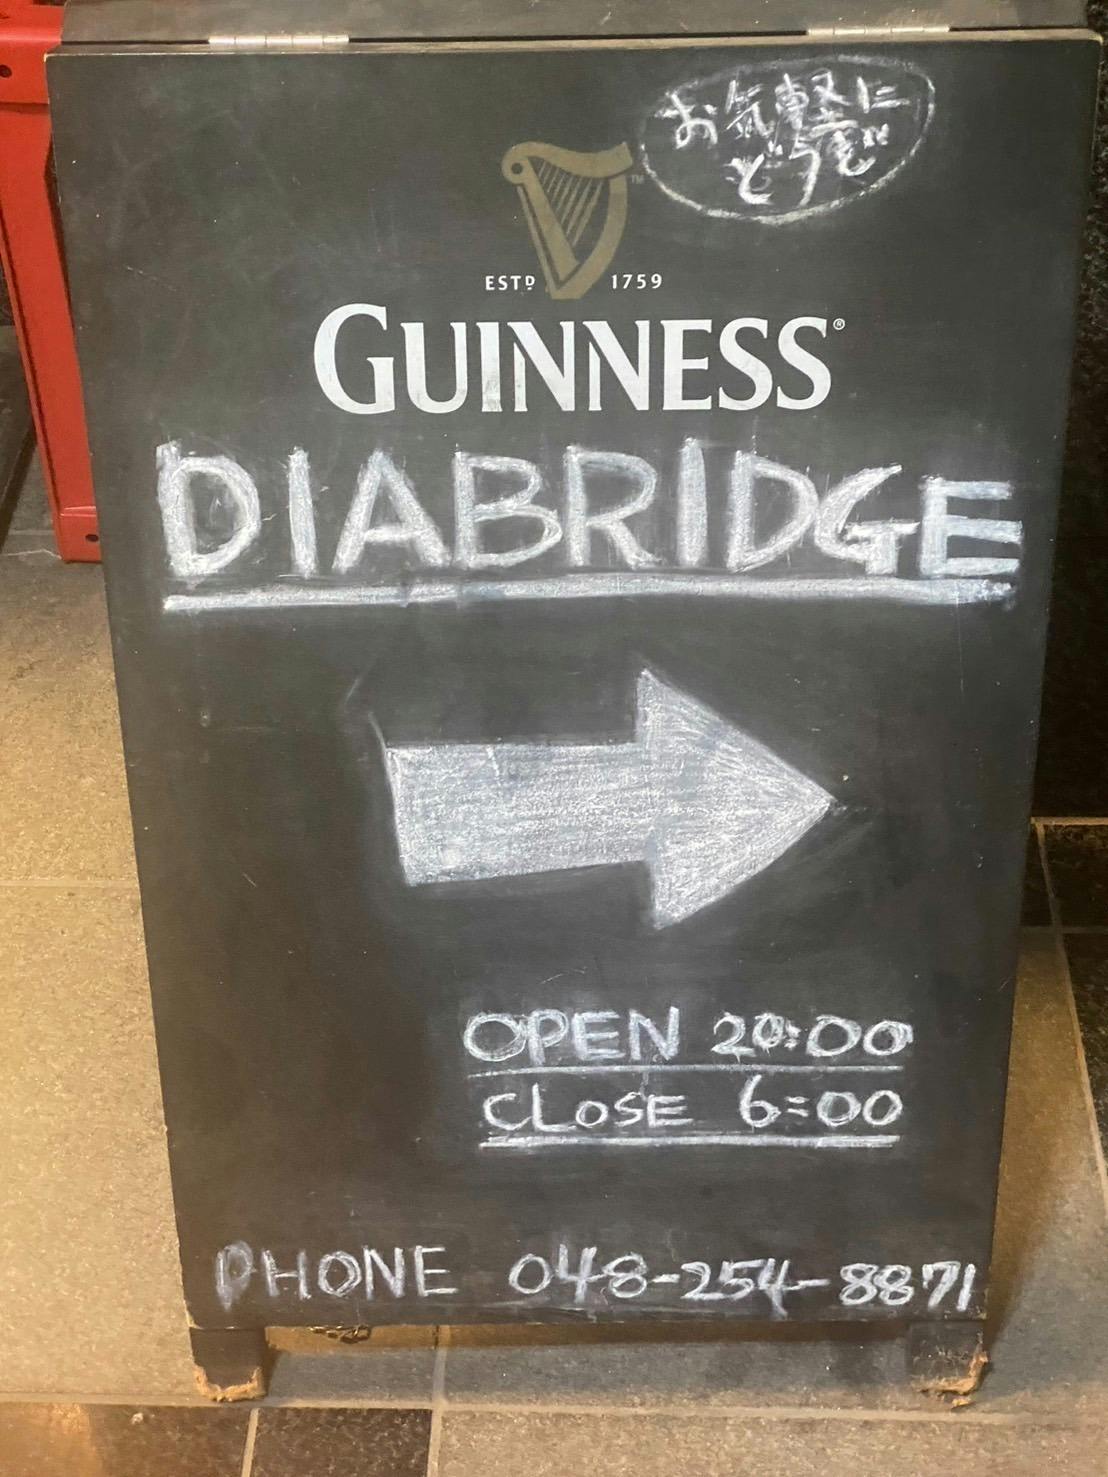 お気軽に
どうぞ
TM
ESTD 1759
GUINNESS®
DIABRIDGE
OPEN 20:00
CLOSE 6:00
PHONE 048-254-8871